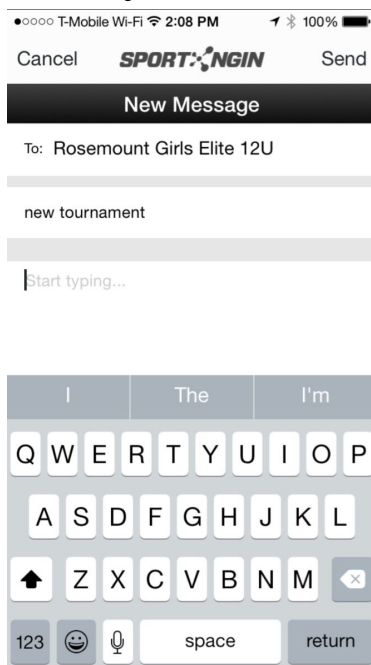 T-Mobile Wi-Fi 2:08 PM 100%
Cancel SPORT NGIN Send
New Message
To: Rosemount Girls Elite 12U
new tournament
Start typing...
I The I'm
Q W E R T Y U I O P
A S D F G H J K L
Z X C V B N M
123 space return